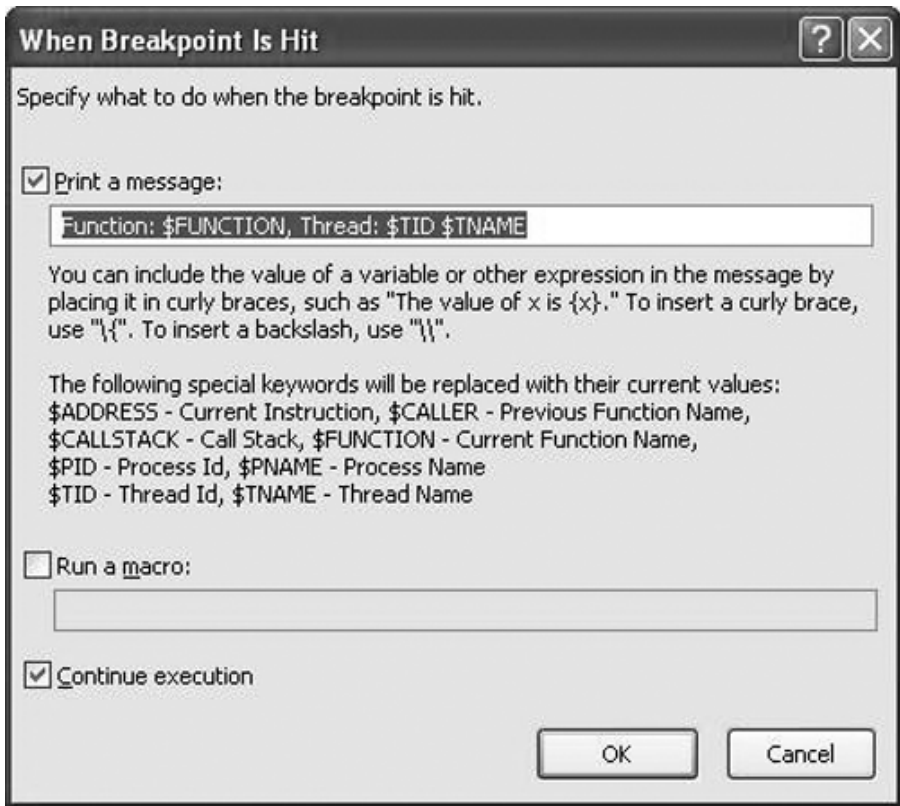 When Breakpoint Is Hit
Specify what to do when the breakpoint is hit.
Print a message:
Function: $FUNCTION, Thread: $TID $TNAME
You can include the value of a variable or other expression in the message by
placing it in curly braces, such as "The value of x is {x}." To insert a curly brace,
use "\{". To insert a backslash, use "\\".
The following special keywords will be replaced with their current values:
$ADDRESS - Current Instruction, $CALLER - Previous Function Name,
$CALLSTACK - Call Stack, $FUNCTION - Current Function Name,
$PID - Process Id, $PNAME - Process Name
$TID - Thread Id, $TNAME - Thread Name
Run a macro:
Continue execution
OK Cancel